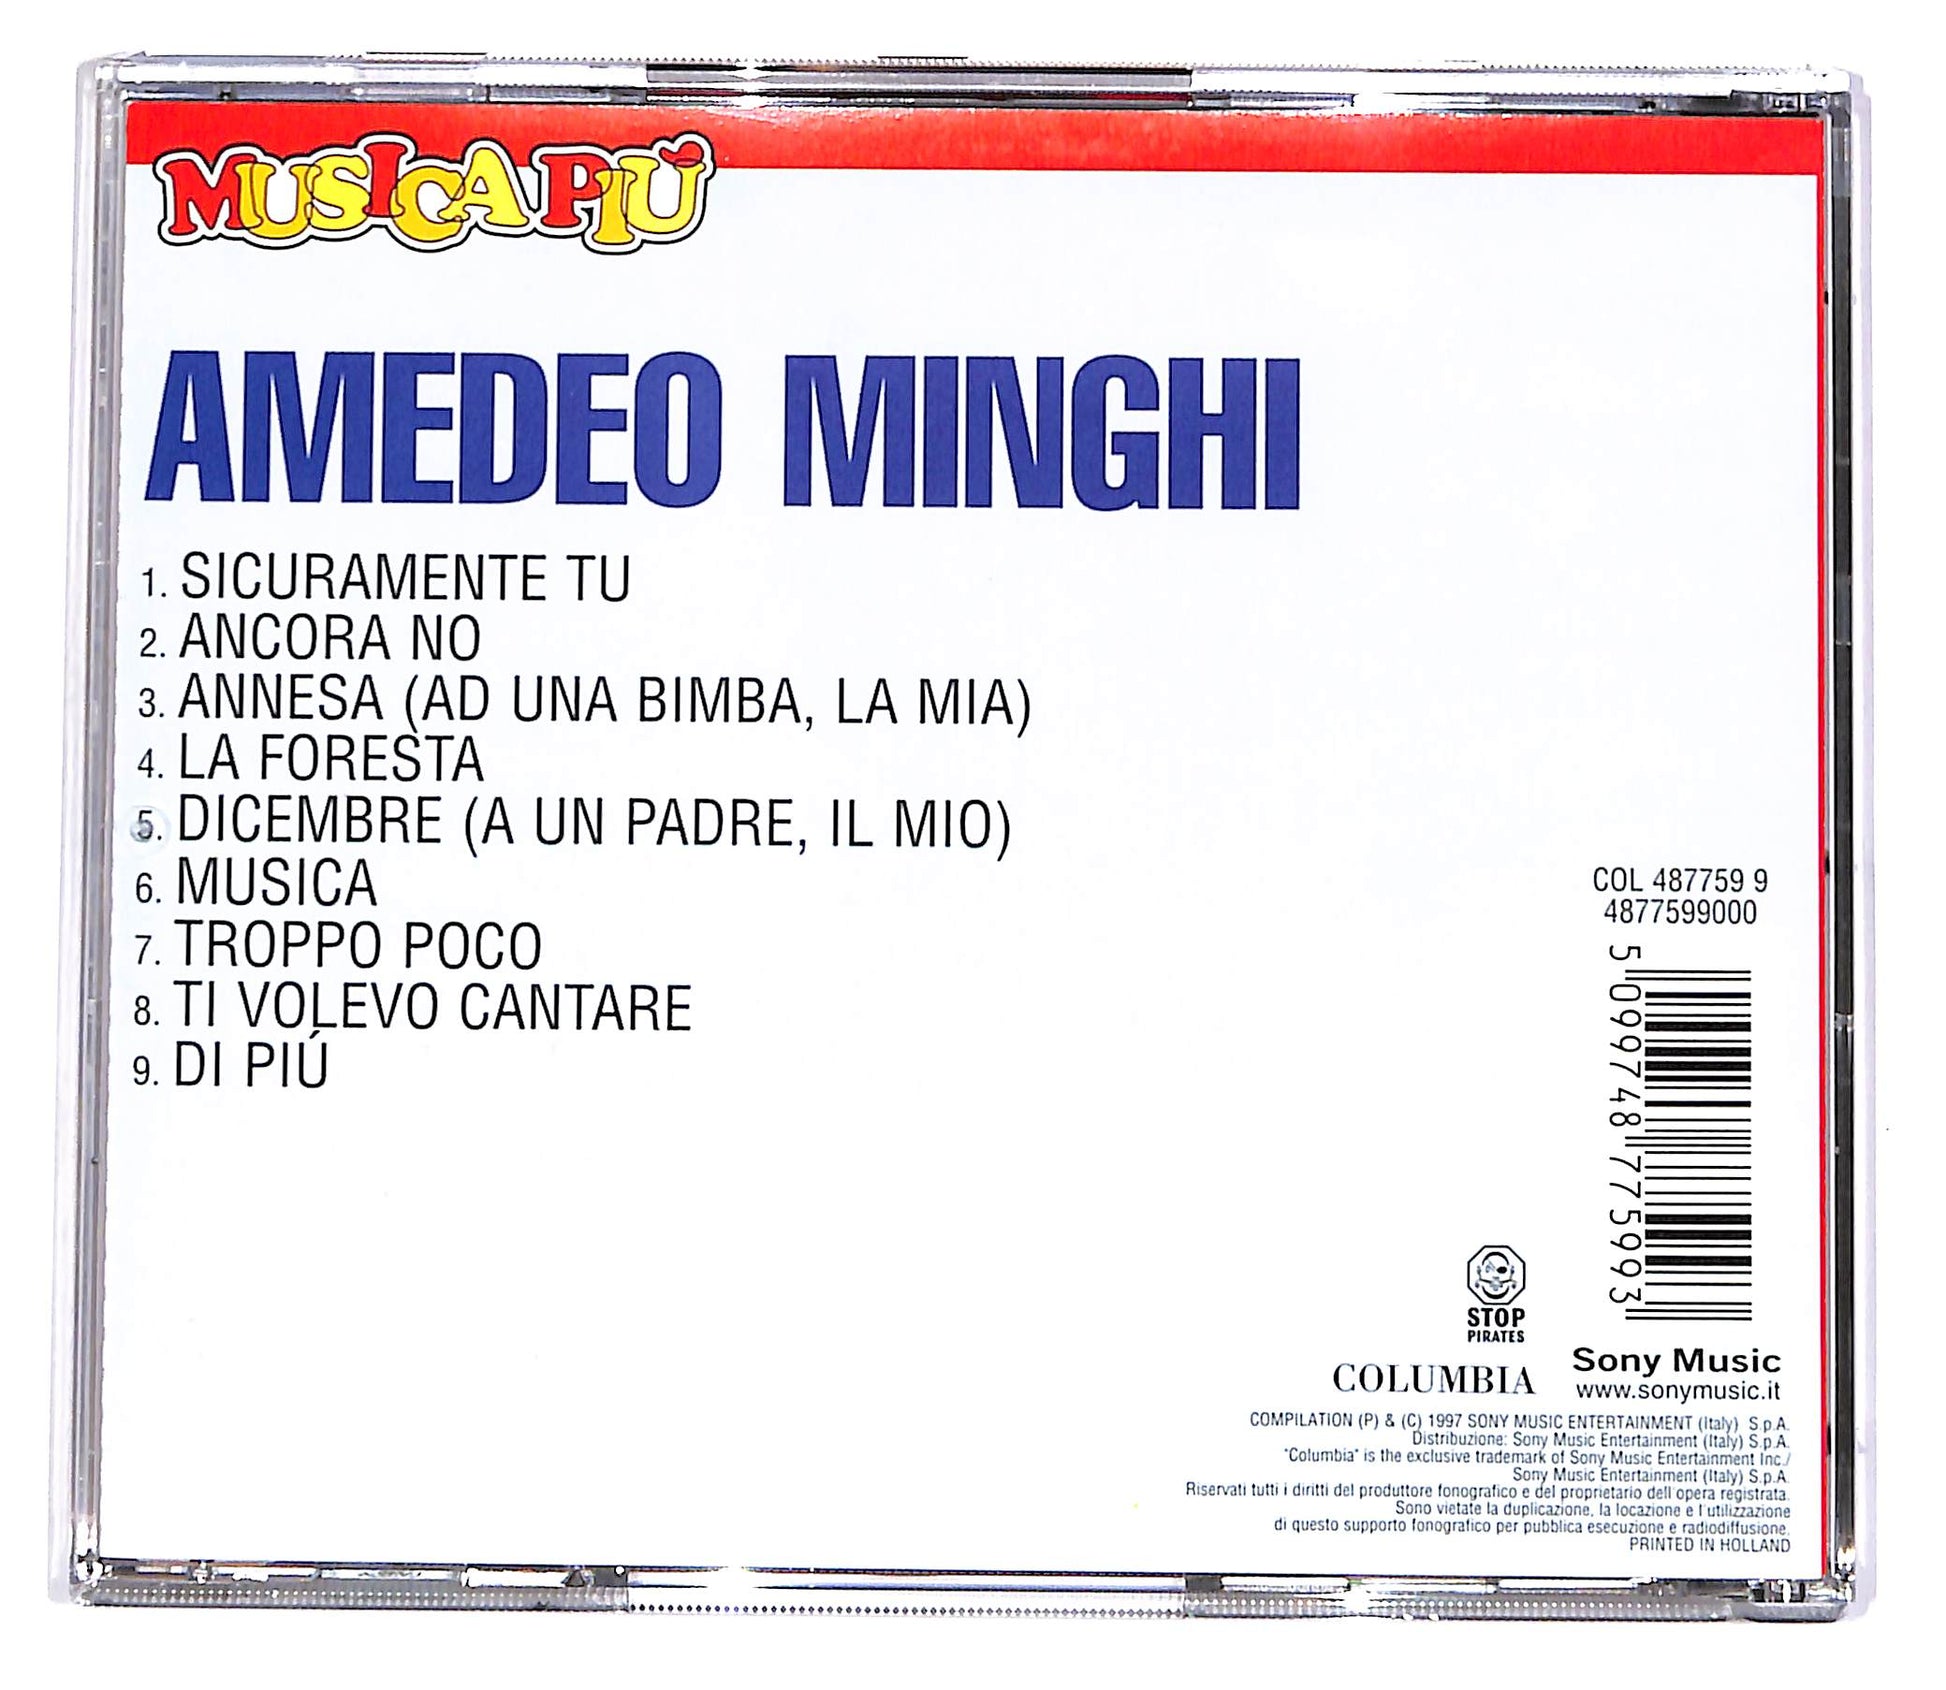 MUSICA PIÙ
AMEDEO MINGHI
1. SICURAMENTE TU
2. ANCORA NO
3. ANNESA (AD UNA BIMBA, LA MIA)
4. LA FORESTA
5. DICEMBRE (A UN PADRE, IL MIO)
6. MUSICA
7. TROPPO POCO
8. TI VOLEVO CANTARE
9. DI PIÚ
COL 487759 9
4877599000
5 099748 775993
STOP
PIRATES
COLUMBIA
Sony Music
www.sonymusic.it
COMPILATION (P) & (C) 1997 SONY MUSIC ENTERTAINMENT (Italy) S.p.A.
Distribuzione: Sony Music Entertainment (Italy) S.p.A.
"Columbia" is the exclusive trademark of Sony Music Entertainment Inc./
Sony Music Entertainment (Italy) S.p.A.
Riservati tutti i diritti del produttore fonografico e del proprietario dell'opera registrata.
Sono vietate la duplicazione, la locazione e l'utilizzazione
di questo supporto fonografico per pubblica esecuzione e radiodiffusione.
PRINTED IN HOLLAND